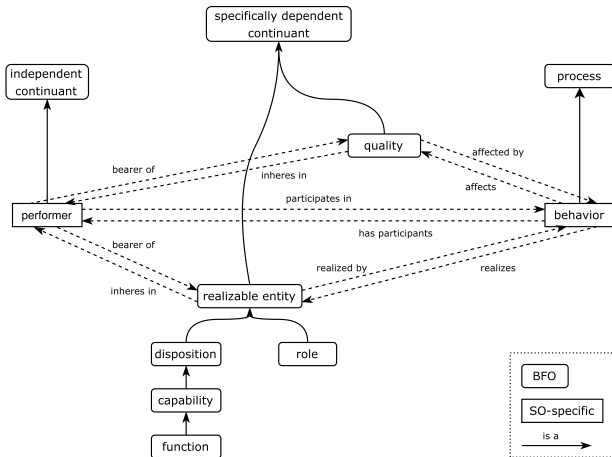 specifically dependent
continuant
independent
continuant
process
quality
bearer of
affected by
inheres in
affects
participates in
performer
behavior
has participants
bearer of
realized by
inheres in
realizes
realizable entity
disposition
role
capability
function
BFO
SO-specific
is a